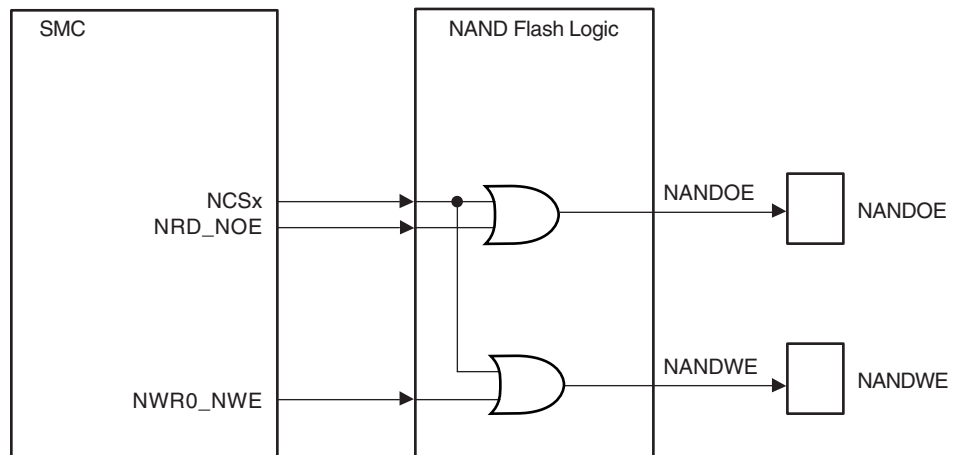 SMC
NAND Flash Logic
NCSx
NRD_NOE
NANDOE
NANDOE
NWR0_NWE
NANDWE
NANDWE